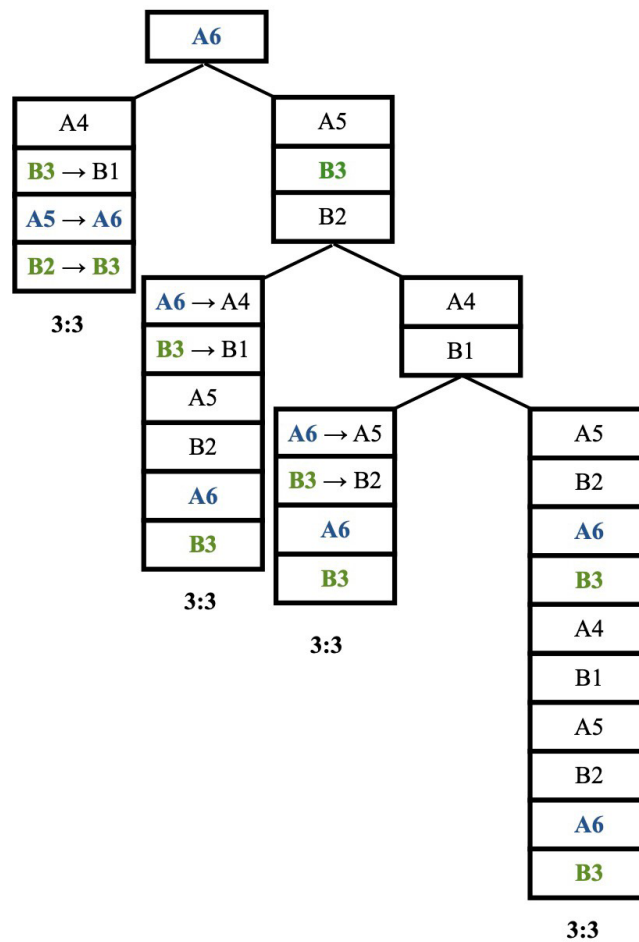 A6
A4
B3 → B1
A5 → A6
B2 → B3
3:3
A5
B3
B2
A6 → A4
B3 → B1
A5
B2
A6
B3
3:3
A4
B1
A6 → A5
B3 → B2
A6
B3
3:3
A5
B2
A6
B3
A4
B1
A5
B2
A6
B3
3:3